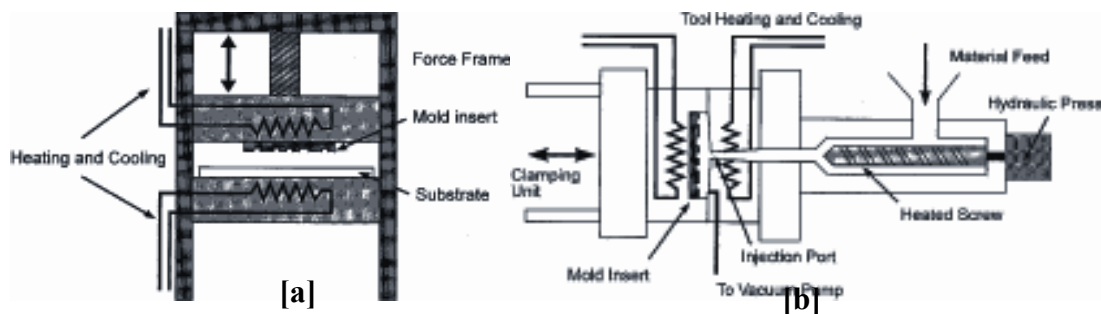 Force Frame
Mold insert
Heating and Cooling
Substrate
[a]
Tool Heating and Cooling
Material Feed
Hydraulic Press
Clamping
Unit
Heated Screw
Injection Port
Mold Insert
To Vacuum Pump
[b]